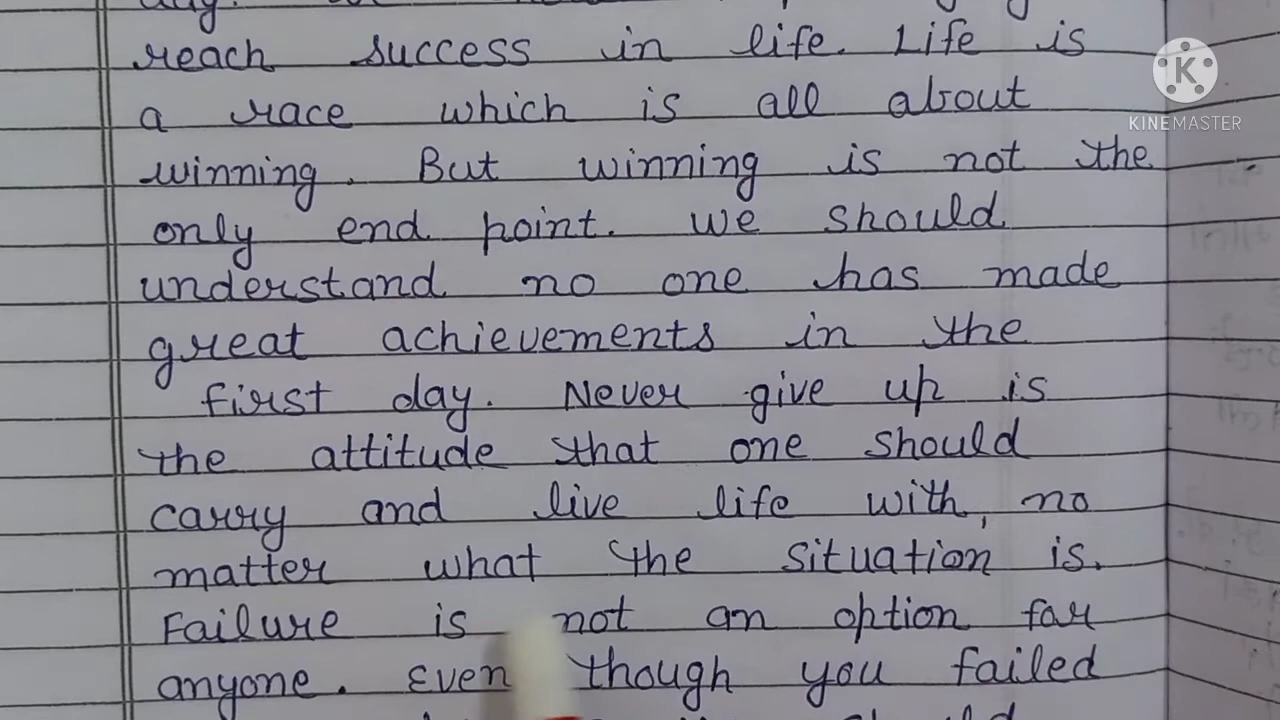 day.
reach success in life. Life is
a race which is all about
winning. But winning is not the
only end point. We should
understand no one has made
great achievements in the
first day. Never give up is
the attitude that one should
carry and live life with, no
matter what the situation is.
Failure is not an option for
anyone. Even though you failed
K
KINEMASTER